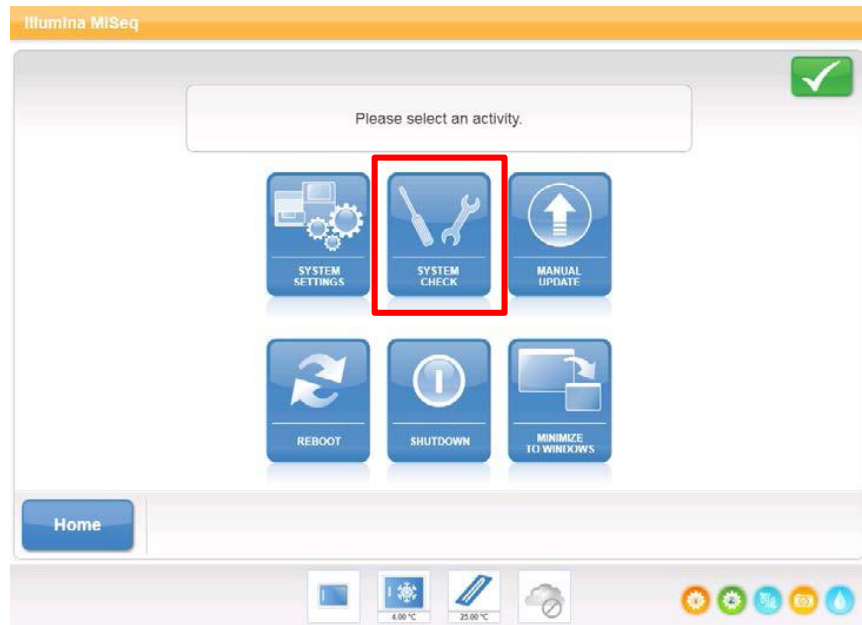 Illumina MiSeq
Please select an activity.
SYSTEM
SETTINGS
SYSTEM
CHECK
MANUAL
UPDATE
REBOOT
SHUTDOWN
MINIMIZE
TO WINDOWS
Home
4.00 °C
25.00 °C